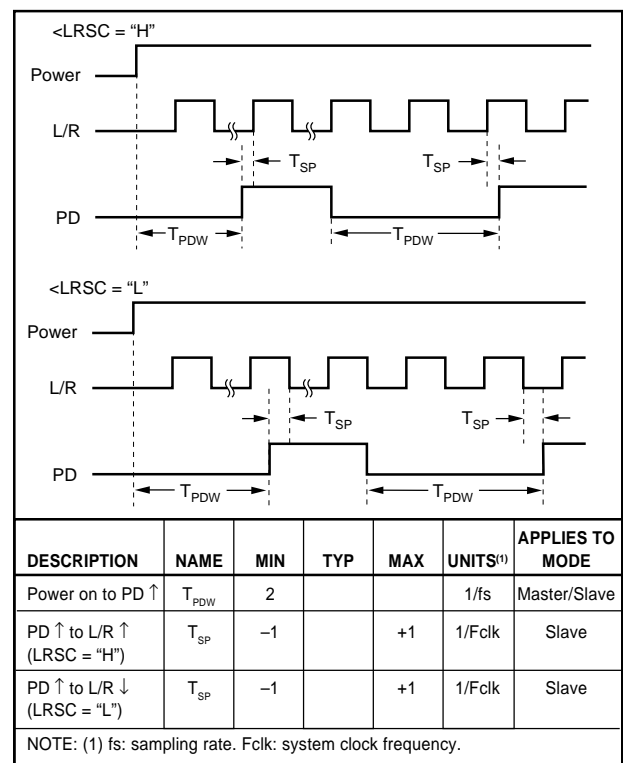 <LRSC = “H”
Power
L/R
T_SP T_SP
PD
T_PDW T_PDW
<LRSC = “L”
Power
L/R
T_SP T_SP
PD
T_PDW T_PDW
DESCRIPTION NAME MIN TYP MAX UNITS(1) APPLIES TO MODE
Power on to PD ↑ T_PDW 2 1/fs Master/Slave
PD ↑ to L/R ↑ (LRSC = “H”) T_SP –1 +1 1/Fclk Slave
PD ↑ to L/R ↓ (LRSC = “L”) T_SP –1 +1 1/Fclk Slave
NOTE: (1) fs: sampling rate. Fclk: system clock frequency.